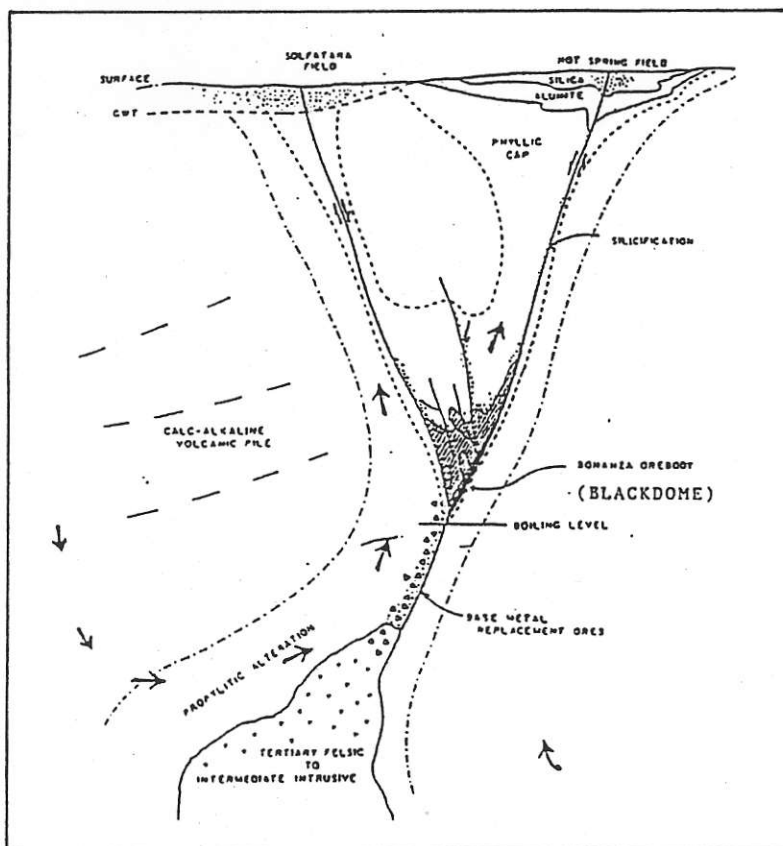 SOLFATARA
FIELD
HOT SPRING FIELD
SURFACE
SILICA
ALUNITE
GWT
PHYLLIC
CAP
SILICIFICATION
CALC-ALKALINE
VOLCANIC PILE
BONANZA OREBODY
(BLACKDOME)
BOILING LEVEL
BASE METAL
REPLACEMENT ORES
PROPYLITIC ALTERATION
TERTIARY FELSIC
TO
INTERMEDIATE INTRUSIVE